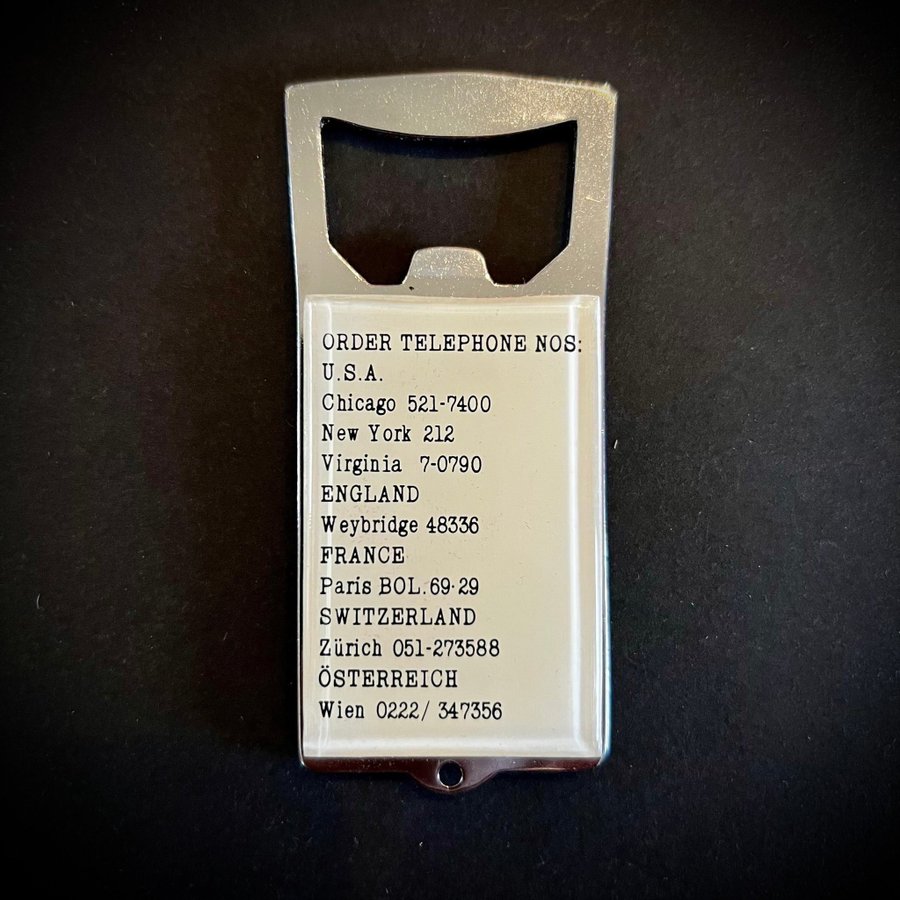 ORDER TELEPHONE NOS:
U.S.A.
Chicago 521-7400
New York 212
Virginia 7-0790
ENGLAND
Weybridge 48336
FRANCE
Paris BOL.69·29
SWITZERLAND
Zürich 051-273588
ÖSTERREICH
Wien 0222/ 347356